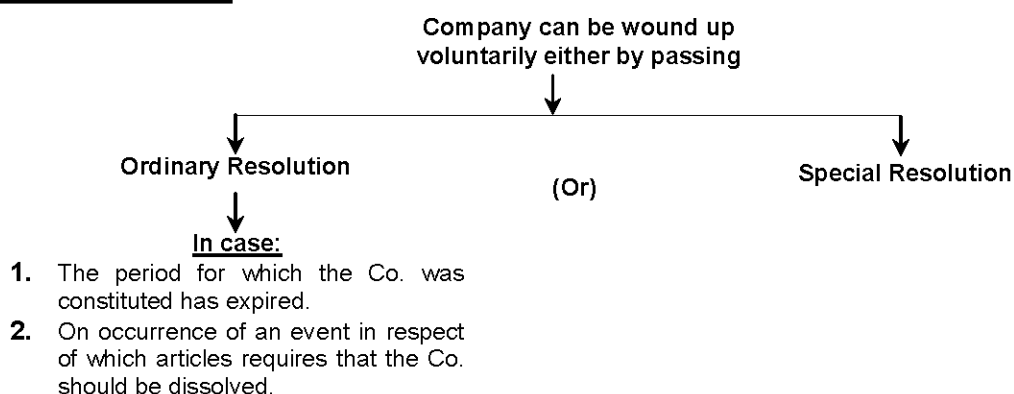 Company can be wound up
voluntarily either by passing
Ordinary Resolution
(Or)
Special Resolution
In case:
1. The period for which the Co. was
constituted has expired.
2. On occurrence of an event in respect
of which articles requires that the Co.
should be dissolved.